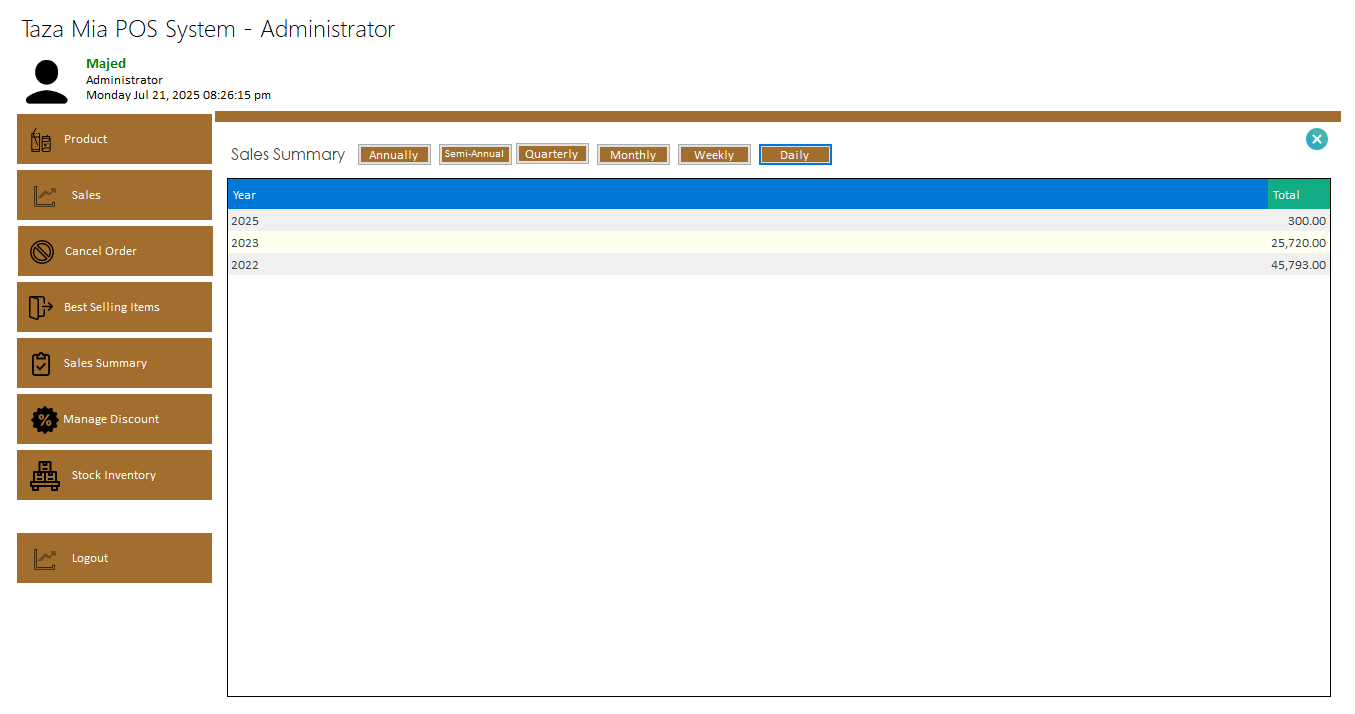 Taza Mia POS System - Administrator
Majed
Administrator
Monday Jul 21, 2025 08:26:15 pm
Product
Sales
Cancel Order
Best Selling Items
Sales Summary
Manage Discount
Stock Inventory
Logout
Sales Summary Annually Semi-Annual Quarterly Monthly Weekly Daily
Year Total
2025 300.00
2023 25,720.00
2022 45,793.00